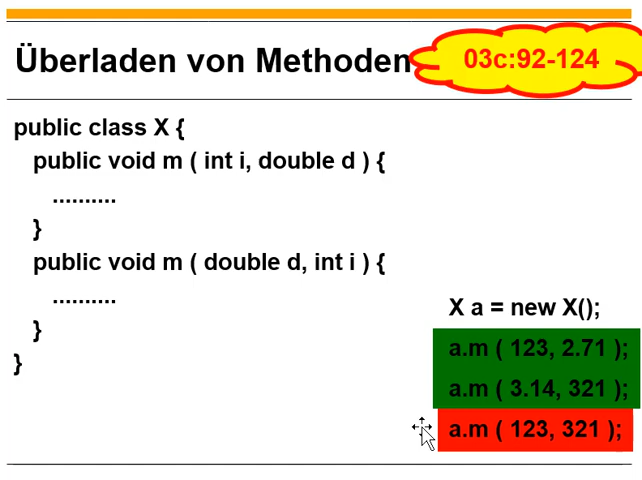 Überladen von Methoden
03c:92-124
public class X {
public void m ( int i, double d ) {
..........
}
public void m ( double d, int i ) {
..........
}
}
X a = new X();
a.m ( 123, 2.71 );
a.m ( 3.14, 321 );
a.m ( 123, 321 );